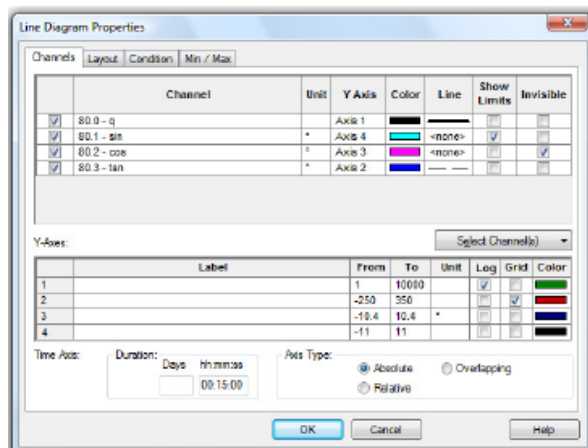 Line Diagram Properties
Channels Layout Condition Min / Max
Channel Unit Y Axis Color Line Show Limits Invisible
80.0 - q Axis 1
80.1 - sin ° Axis 4 <none>
80.2 - cos ° Axis 3 <none>
80.3 - tan ° Axis 2
Y-Axes: Select Channel(s)
Label From To Unit Log Grid Color
1 1 10000
2 -250 350
3 -10.4 10.4 °
4 -11 11
Time Axis: Duration: Axis Type:
Days hh:mm:ss
00:15:00
Absolute Overlapping
Relative
OK Cancel Help